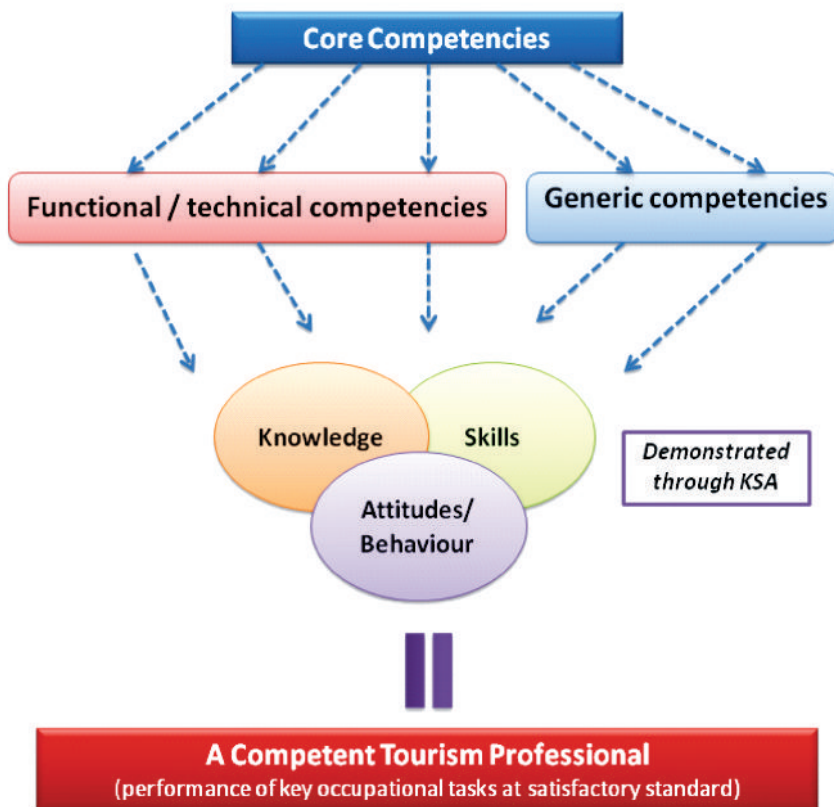 Core Competencies
Functional / technical competencies
Generic competencies
Knowledge
Skills
Demonstrated
through KSA
Attitudes/
Behaviour
A Competent Tourism Professional
(performance of key occupational tasks at satisfactory standard)